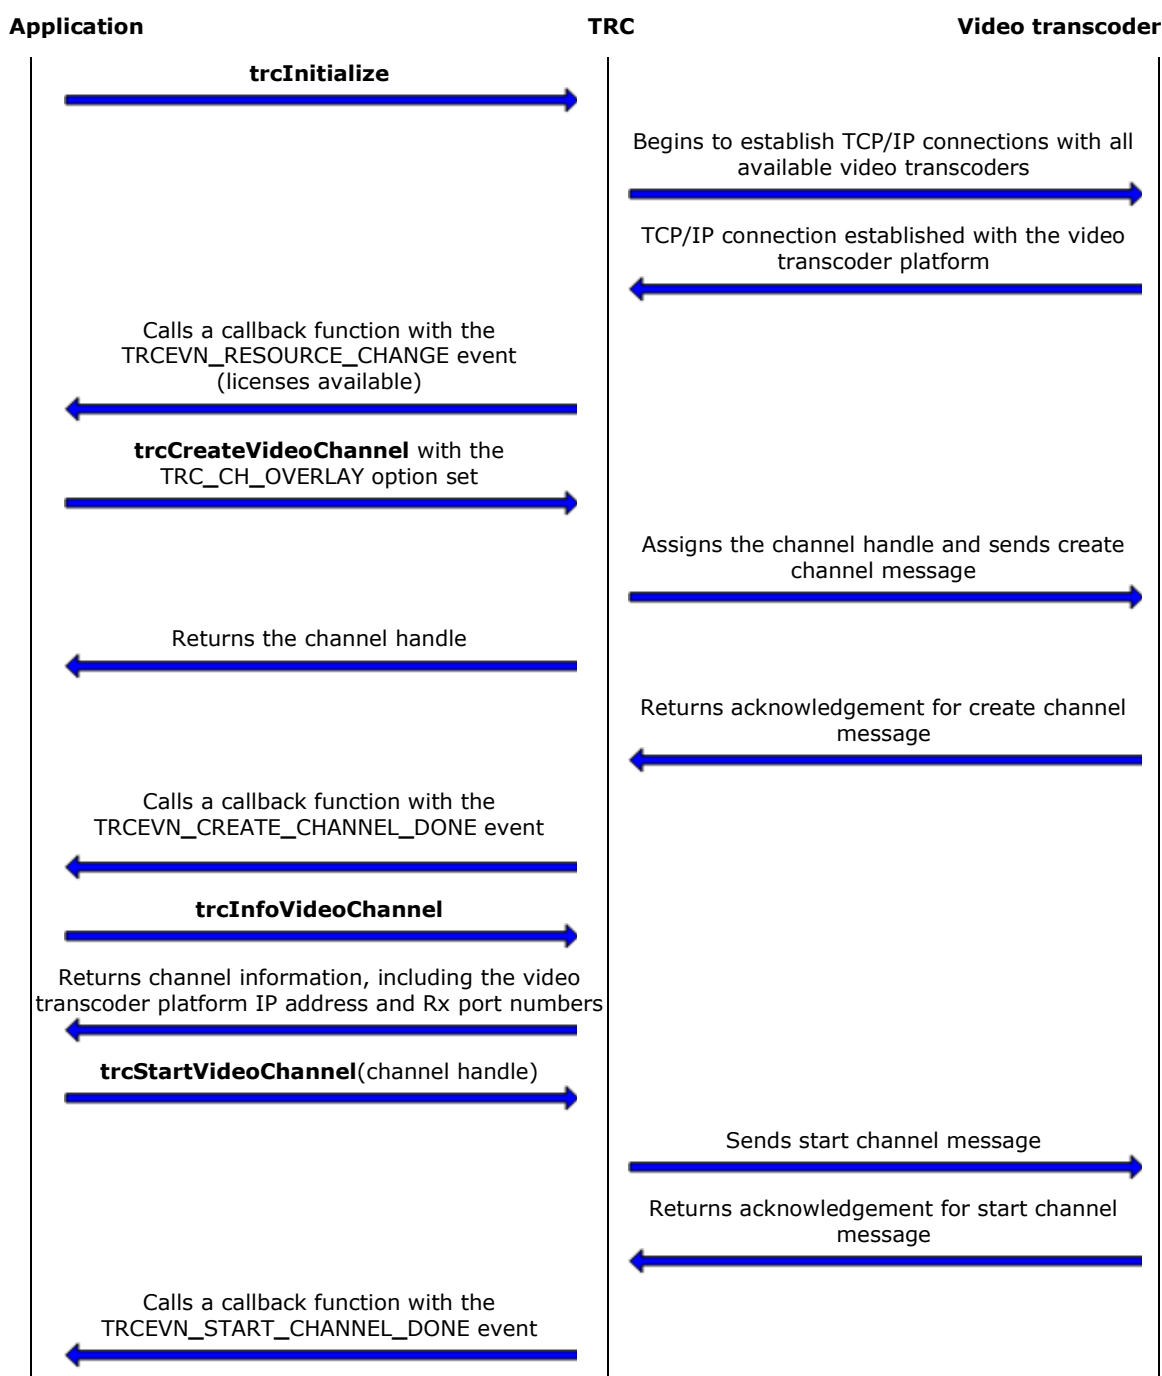 Application TRC Video transcoder
trcInitialize
Begins to establish TCP/IP connections with all
available video transcoders
TCP/IP connection established with the video
transcoder platform
Calls a callback function with the
TRCEVN_RESOURCE_CHANGE event
(licenses available)
trcCreateVideoChannel with the
TRC_CH_OVERLAY option set
Assigns the channel handle and sends create
channel message
Returns the channel handle
Returns acknowledgement for create channel
message
Calls a callback function with the
TRCEVN_CREATE_CHANNEL_DONE event
trcInfoVideoChannel
Returns channel information, including the video
transcoder platform IP address and Rx port numbers
trcStartVideoChannel(channel handle)
Sends start channel message
Returns acknowledgement for start channel
message
Calls a callback function with the
TRCEVN_START_CHANNEL_DONE event